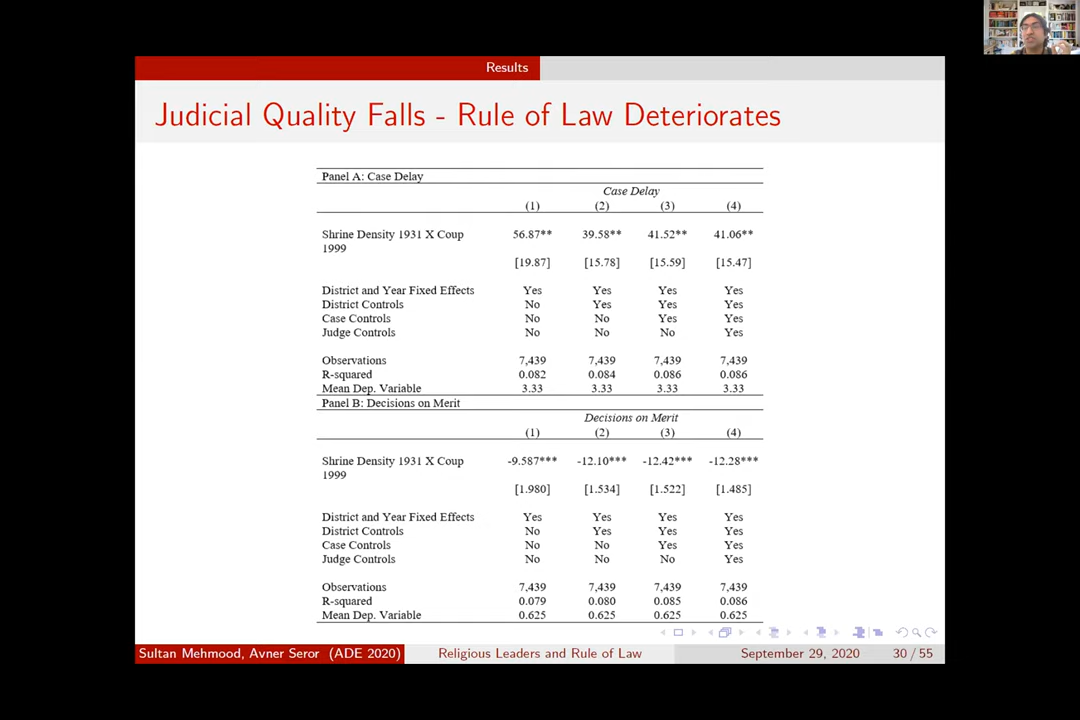 Results
Judicial Quality Falls - Rule of Law Deteriorates
Panel A: Case Delay
Case Delay
(1) (2) (3) (4)
Shrine Density 1931 X Coup 56.87** 39.58** 41.52** 41.06**
1999
[19.87] [15.78] [15.59] [15.47]
District and Year Fixed Effects Yes Yes Yes Yes
District Controls No Yes Yes Yes
Case Controls No No Yes Yes
Judge Controls No No No Yes
Observations 7,439 7,439 7,439 7,439
R-squared 0.082 0.084 0.086 0.086
Mean Dep. Variable 3.33 3.33 3.33 3.33
Panel B: Decisions on Merit
Decisions on Merit
(1) (2) (3) (4)
Shrine Density 1931 X Coup -9.587*** -12.10*** -12.42*** -12.28***
1999
[1.980] [1.534] [1.522] [1.485]
District and Year Fixed Effects Yes Yes Yes Yes
District Controls No Yes Yes Yes
Case Controls No No Yes Yes
Judge Controls No No No Yes
Observations 7,439 7,439 7,439 7,439
R-squared 0.079 0.080 0.085 0.086
Mean Dep. Variable 0.625 0.625 0.625 0.625
Sultan Mehmood, Avner Seror (ADE 2020) Religious Leaders and Rule of Law September 29, 2020 30 / 55